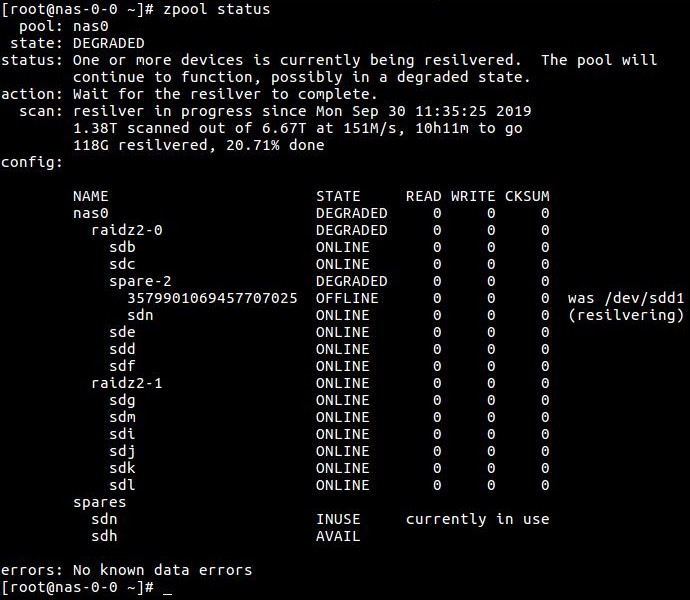 [root@nas-0-0 ~]# zpool status
  pool: nas0
 state: DEGRADED
status: One or more devices is currently being resilvered.  The pool will
        continue to function, possibly in a degraded state.
action: Wait for the resilver to complete.
  scan: resilver in progress since Mon Sep 30 11:35:25 2019
        1.38T scanned out of 6.67T at 151M/s, 10h11m to go
        118G resilvered, 20.71% done
config:

        NAME                       STATE     READ WRITE CKSUM
        nas0                       DEGRADED     0     0     0
          raidz2-0                 DEGRADED     0     0     0
            sdb                    ONLINE       0     0     0
            sdc                    ONLINE       0     0     0
            spare-2                DEGRADED     0     0     0
              3579901069457707025  OFFLINE      0     0     0  was /dev/sdd1
              sdn                  ONLINE       0     0     0  (resilvering)
            sde                    ONLINE       0     0     0
            sdd                    ONLINE       0     0     0
            sdf                    ONLINE       0     0     0
          raidz2-1                 ONLINE       0     0     0
            sdg                    ONLINE       0     0     0
            sdm                    ONLINE       0     0     0
            sdi                    ONLINE       0     0     0
            sdj                    ONLINE       0     0     0
            sdk                    ONLINE       0     0     0
            sdl                    ONLINE       0     0     0
        spares
          sdn                      INUSE     currently in use
          sdh                      AVAIL

errors: No known data errors
[root@nas-0-0 ~]# _